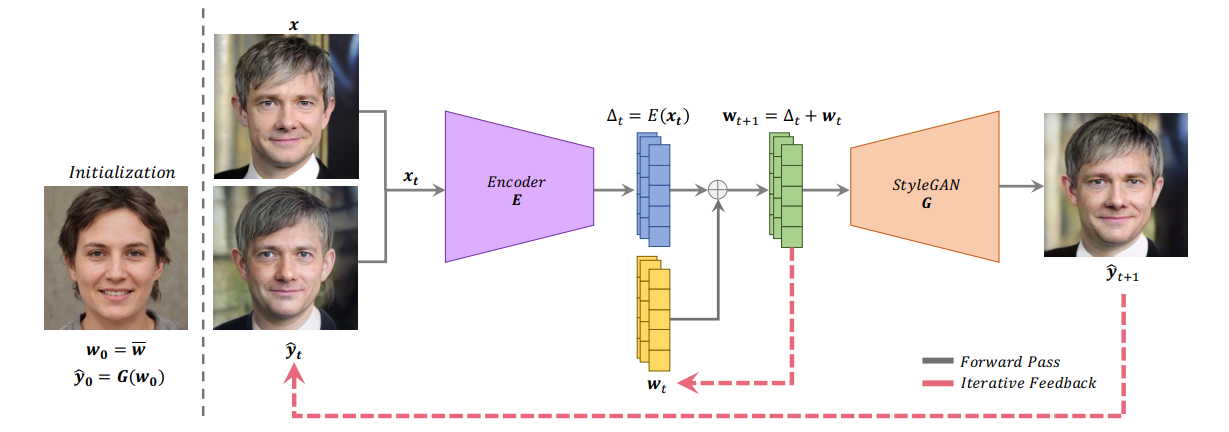 x
Initialization
w₀ = w̅
ŷ₀ = G(w₀)
ŷₜ
xₜ
Encoder
E
Δₜ = E(xₜ)
wₜ₊₁ = Δₜ + wₜ
wₜ
StyleGAN
G
ŷₜ₊₁
Forward Pass
Iterative Feedback